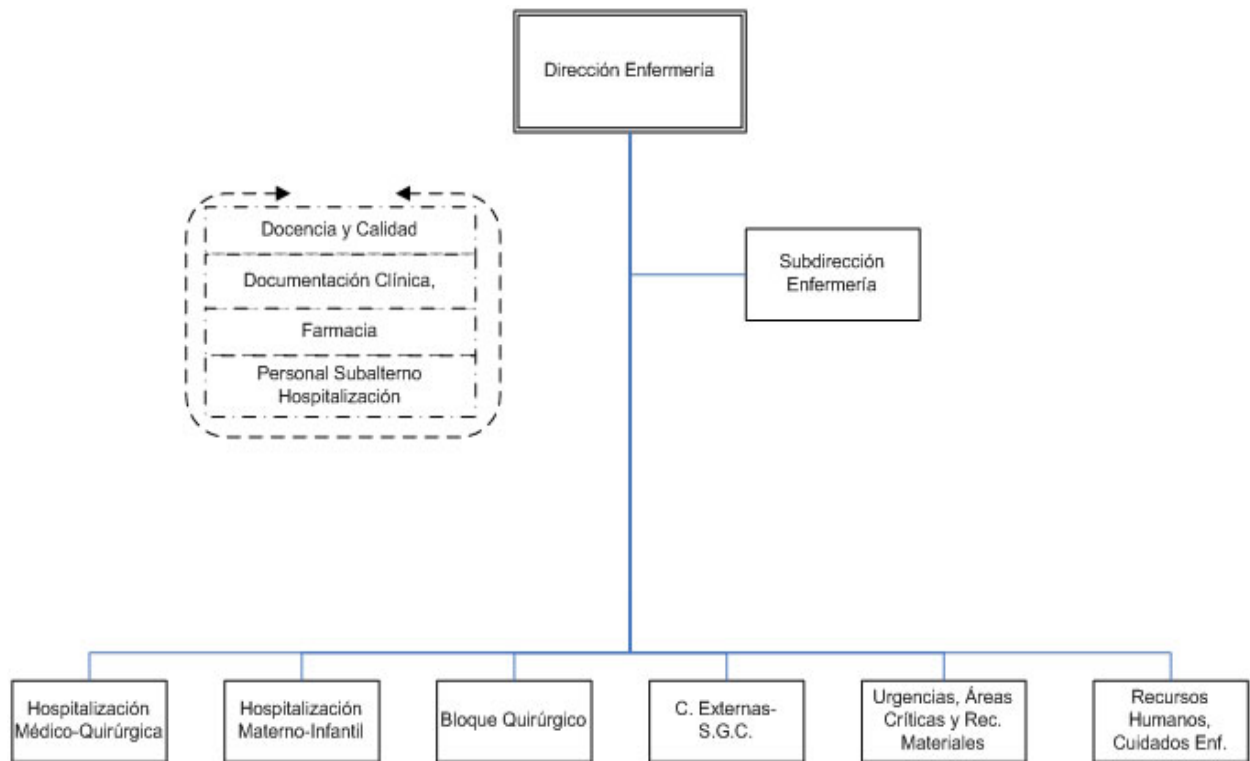 Dirección Enfermería
Docencia y Calidad
Documentación Clínica,
Farmacia
Personal Subalterno
Hospitalización
Subdirección
Enfermería
Hospitalización
Médico-Quirúrgica
Hospitalización
Materno-Infantil
Bloque Quirúrgico
C. Externas-
S.G.C.
Urgencias, Áreas
Críticas y Rec.
Materiales
Recursos
Humanos,
Cuidados Enf.